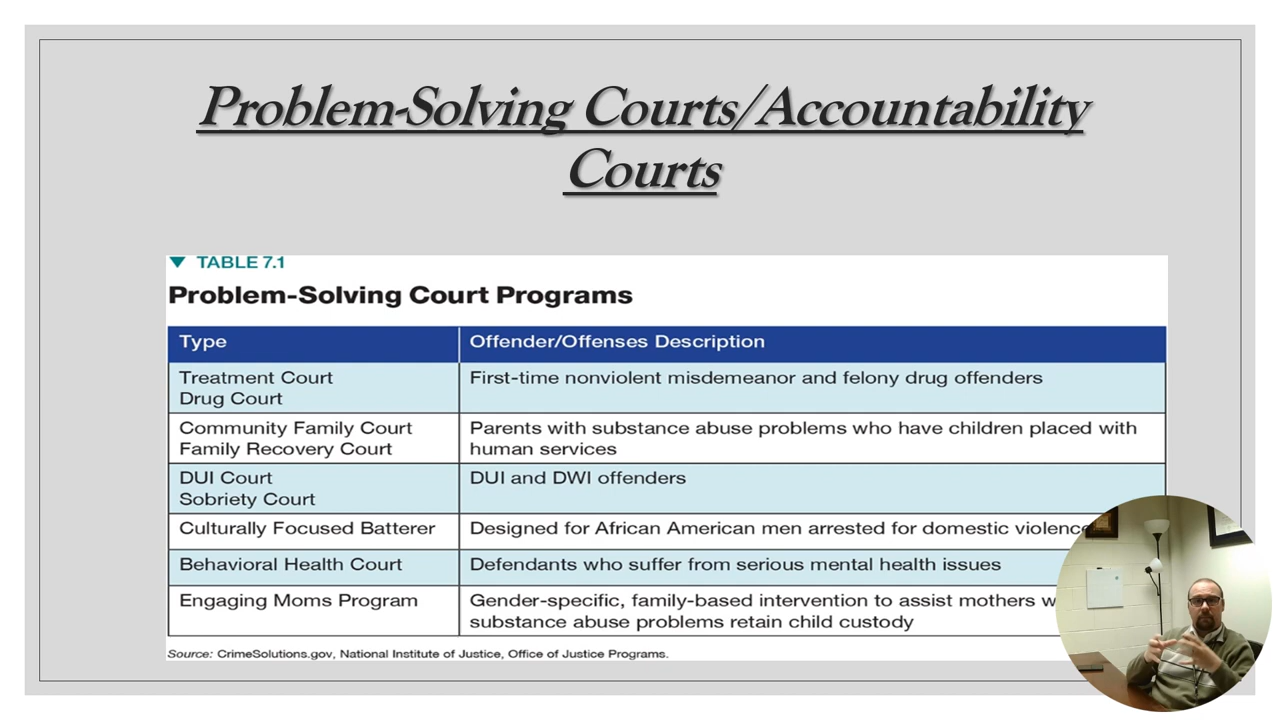 Problem-Solving Courts/Accountability
Courts
▼ TABLE 7.1
Problem-Solving Court Programs
Type
Offender/Offenses Description
Treatment Court
Drug Court
First-time nonviolent misdemeanor and felony drug offenders
Community Family Court
Family Recovery Court
Parents with substance abuse problems who have children placed with
human services
DUI Court
Sobriety Court
DUI and DWI offenders
Culturally Focused Batterer
Designed for African American men arrested for domestic violence
Behavioral Health Court
Defendants who suffer from serious mental health issues
Engaging Moms Program
Gender-specific, family-based intervention to assist mothers
substance abuse problems retain child custody
Source: CrimeSolutions.gov, National Institute of Justice, Office of Justice Programs.